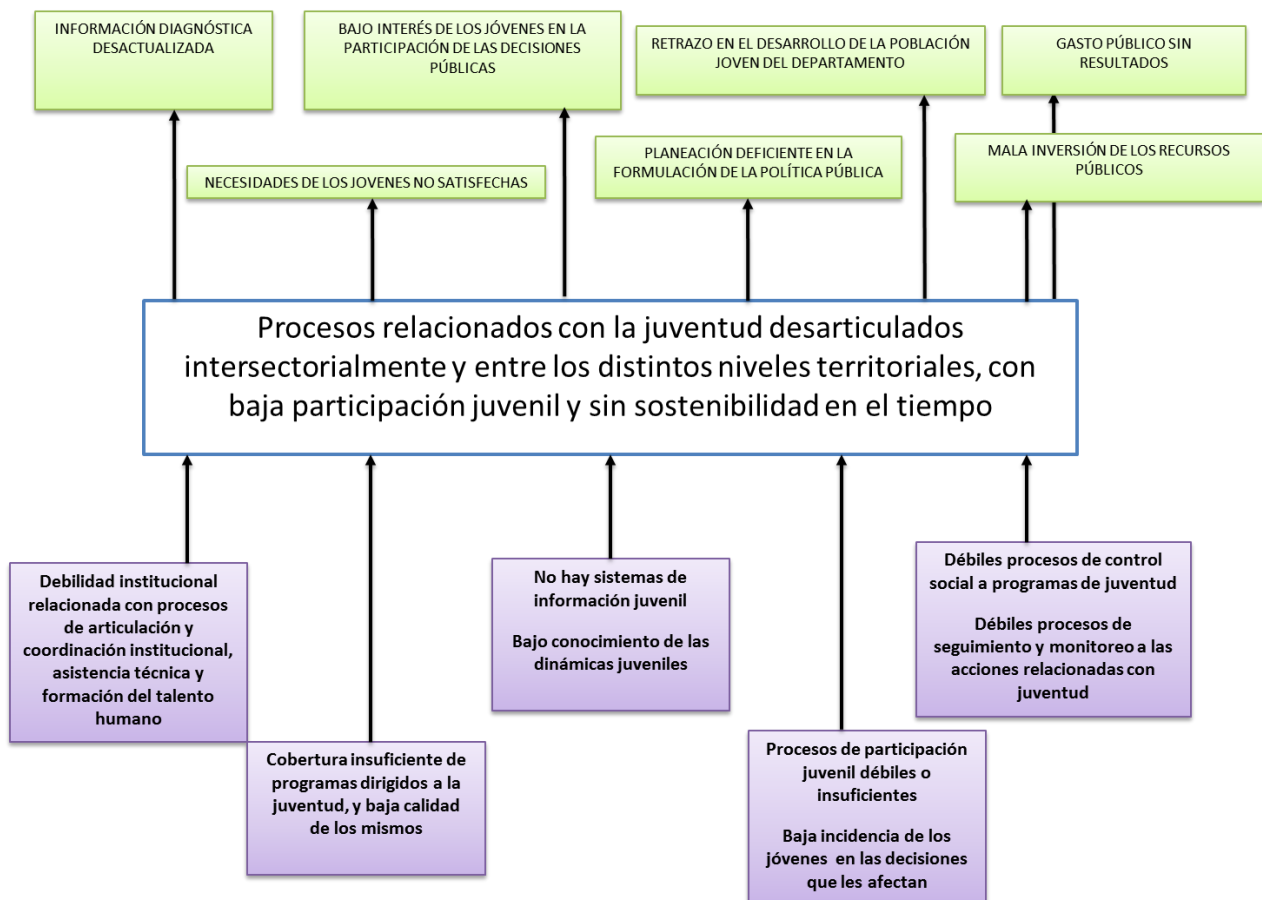 INFORMACIÓN DIAGNÓSTICA
DESACTUALIZADA
BAJO INTERÉS DE LOS JÓVENES EN LA
PARTICIPACIÓN DE LAS DECISIONES
PÚBLICAS
RETRAZO EN EL DESARROLLO DE LA POBLACIÓN
JOVEN DEL DEPARTAMENTO
GASTO PÚBLICO SIN
RESULTADOS
NECESIDADES DE LOS JOVENES NO SATISFECHAS
PLANEACIÓN DEFICIENTE EN LA
FORMULACIÓN DE LA POLÍTICA PÚBLICA
MALA INVERSIÓN DE LOS RECURSOS
PÚBLICOS
Procesos relacionados con la juventud desarticulados
intersectorialmente y entre los distintos niveles territoriales, con
baja participación juvenil y sin sostenibilidad en el tiempo
Debilidad institucional
relacionada con procesos
de articulación y
coordinación institucional,
asistencia técnica y
formación del talento
humano
Cobertura insuficiente de
programas dirigidos a la
juventud, y baja calidad
de los mismos
No hay sistemas de
información juvenil
Bajo conocimiento de las
dinámicas juveniles
Procesos de participación
juvenil débiles o
insuficientes
Baja incidencia de los
jóvenes en las decisiones
que les afectan
Débiles procesos de control
social a programas de juventud
Débiles procesos de
seguimiento y monitoreo a las
acciones relacionadas con
juventud